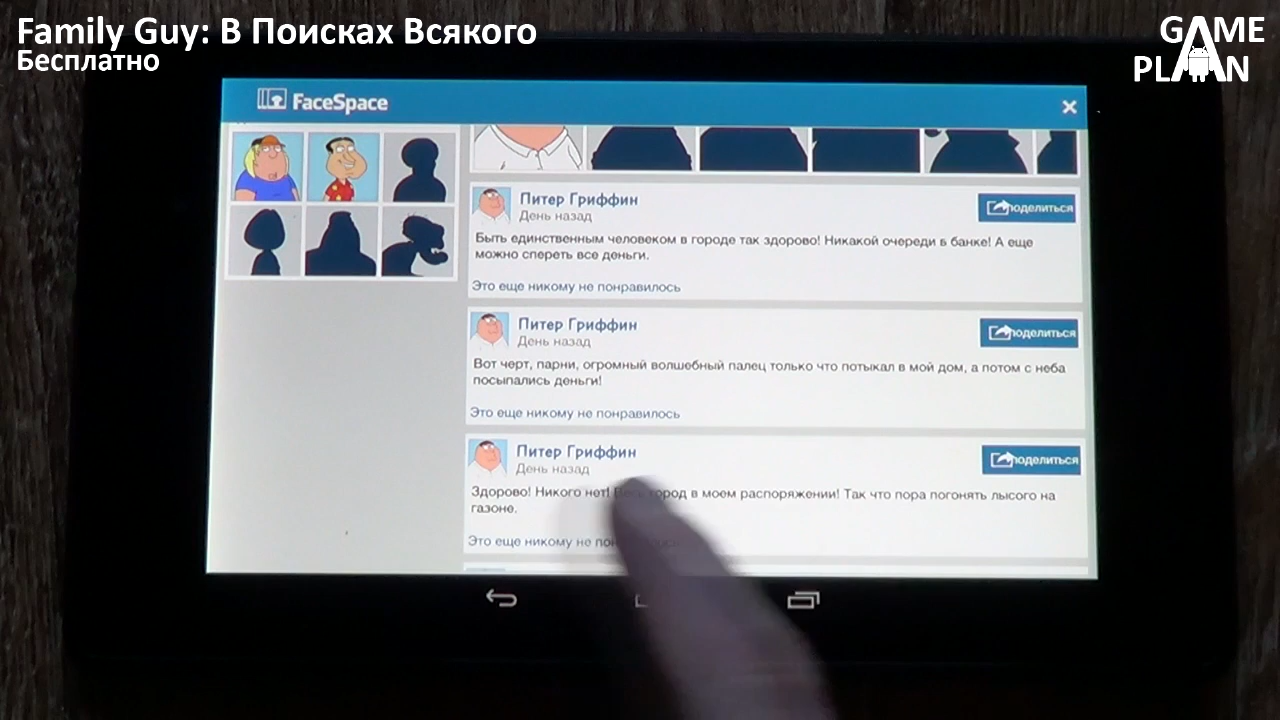 Family Guy: В Поисках Всякого
Бесплатно
GAME
PLAN
FaceSpace
Питер Гриффин
День назад
поделиться
Быть единственным человеком в городе так здорово! Никакой очереди в банке! А еще
можно спереть все деньги.
Это еще никому не понравилось
Питер Гриффин
День назад
поделиться
Вот черт, парни, огромный волшебный палец только что потыкал в мой дом, а потом с неба
посыпались деньги!
Это еще никому не понравилось
Питер Гриффин
День назад
поделиться
Здорово! Никого нет! Весь город в моем распоряжении! Так что пора погонять лысого на
газоне.
Это еще никому не